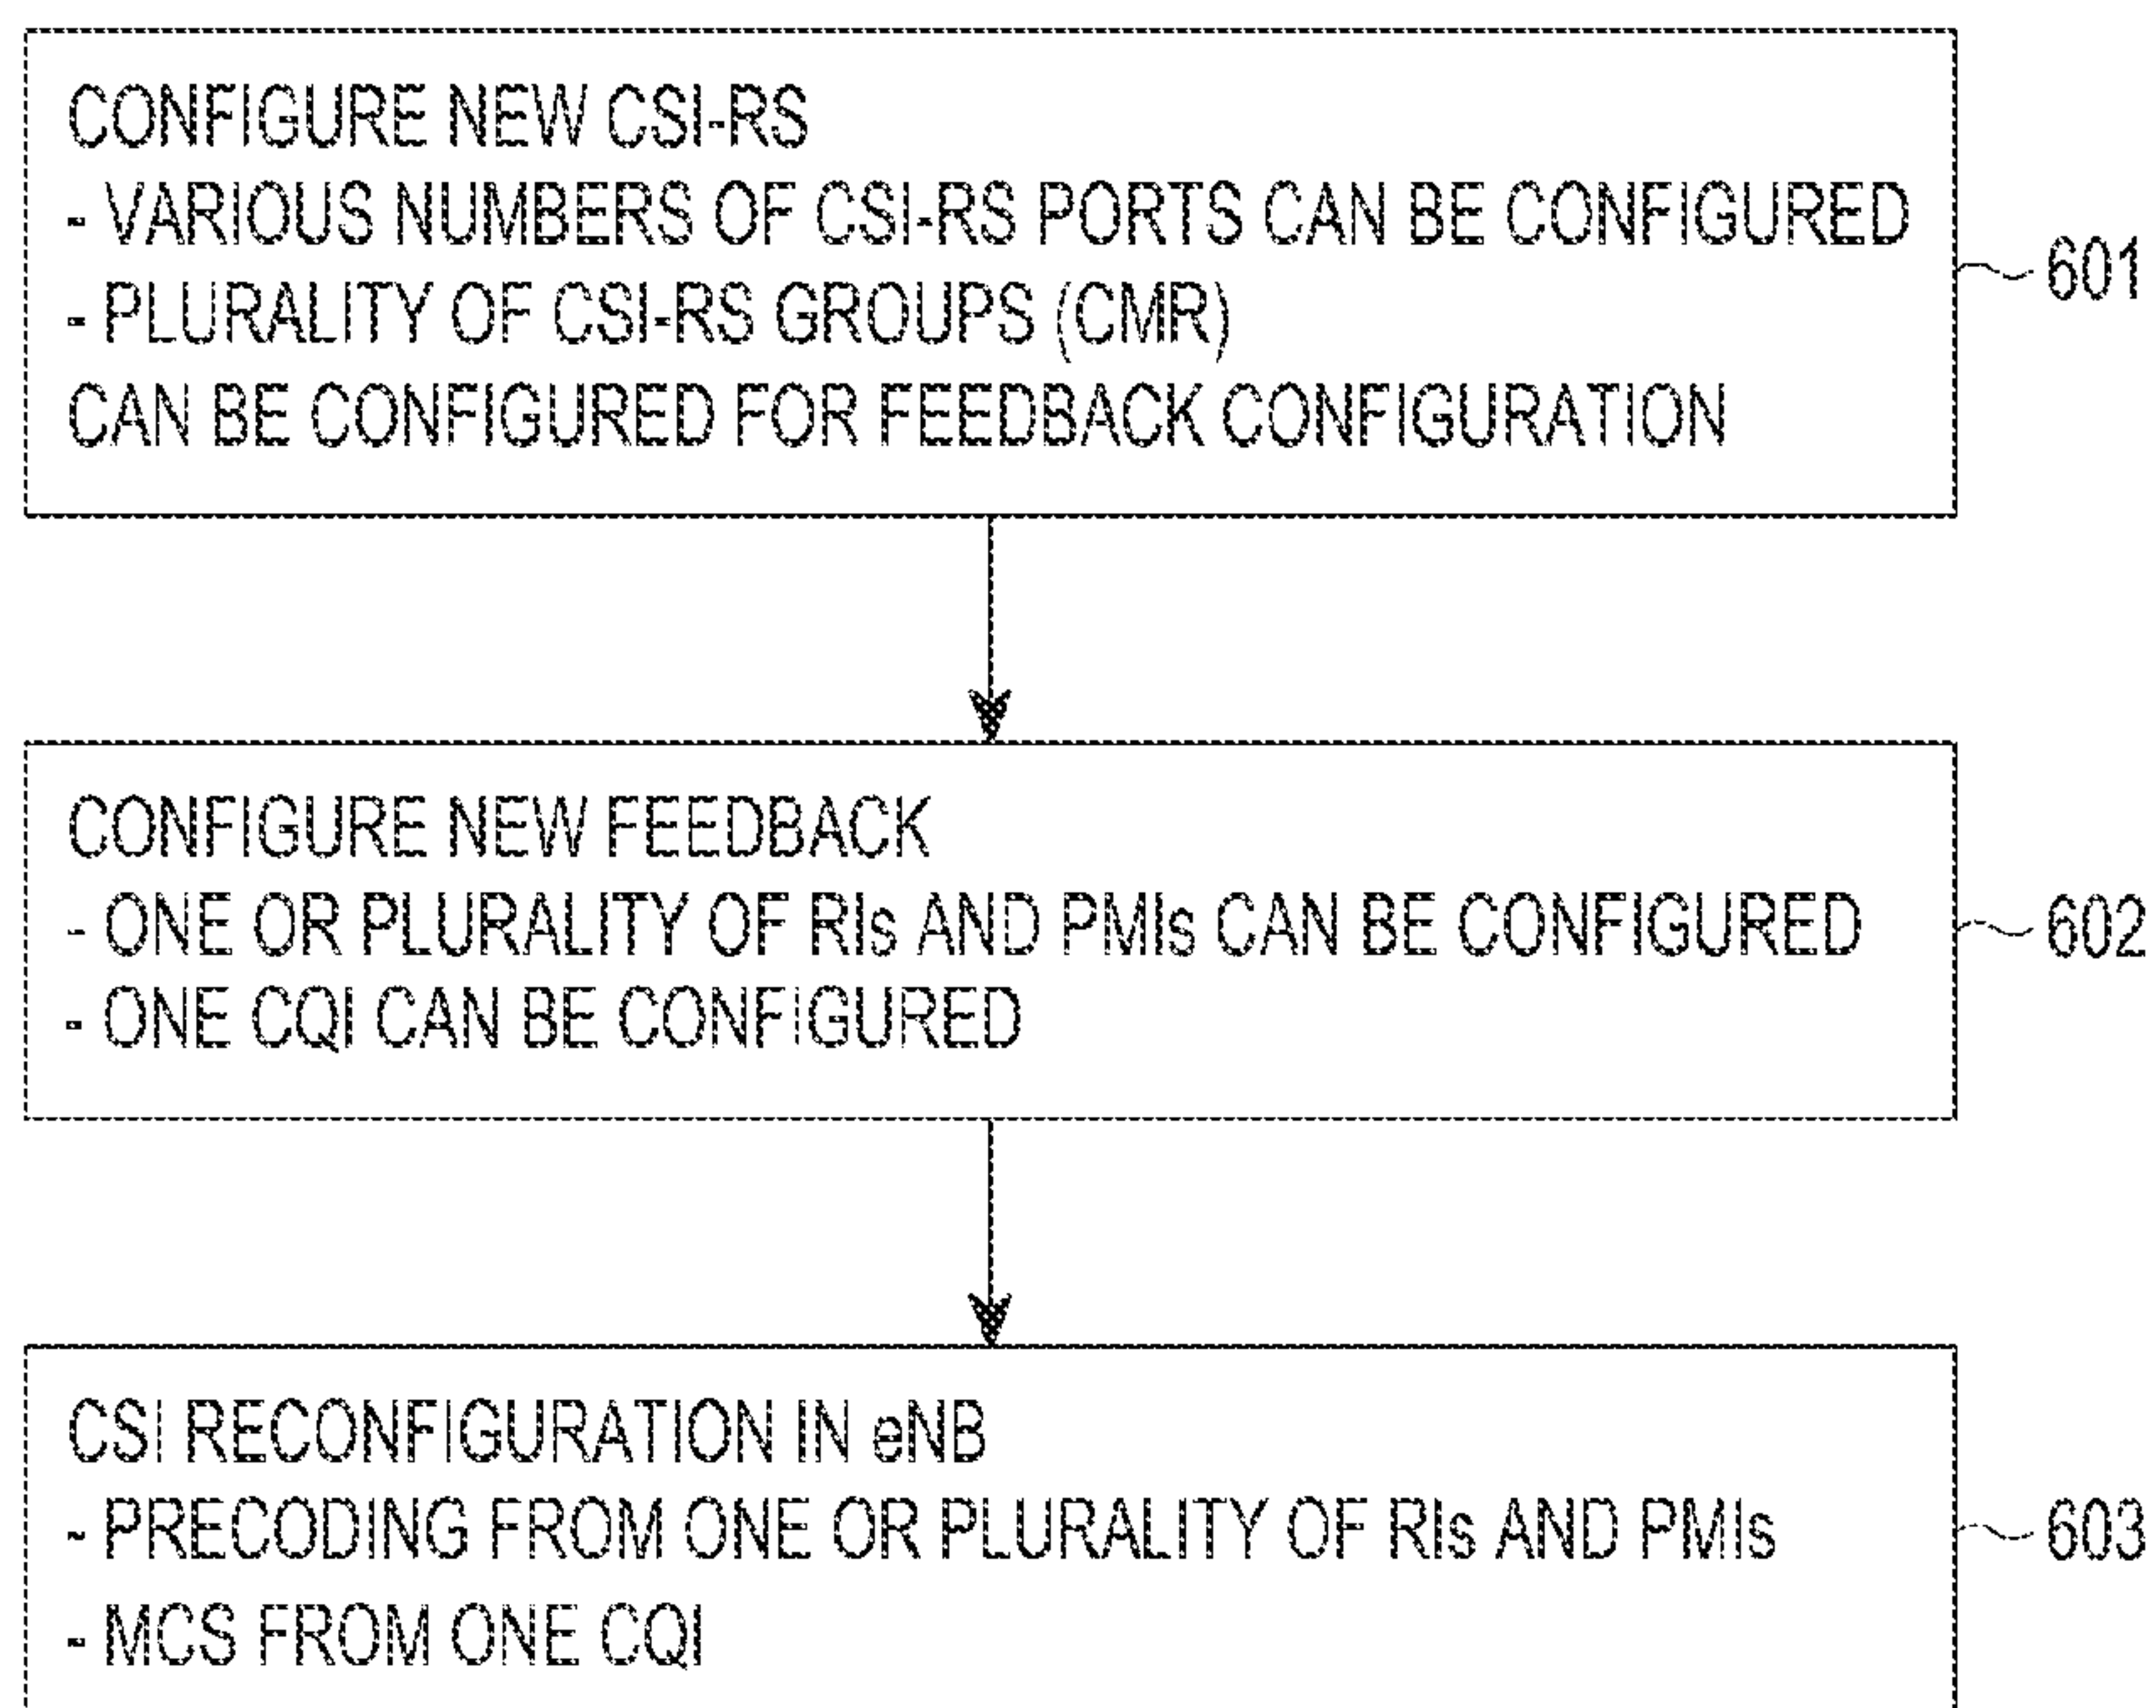 CONFIGURE NEW CSI-RS
- VARIOUS NUMBERS OF CSI-RS PORTS CAN BE CONFIGURED
- PLURALITY OF CSI-RS GROUPS (CMR)
CAN BE CONFIGURED FOR FEEDBACK CONFIGURATION
601
CONFIGURE NEW FEEDBACK
- ONE OR PLURALITY OF RIs AND PMIs CAN BE CONFIGURED
- ONE CQI CAN BE CONFIGURED
602
CSI RECONFIGURATION IN eNB
- PRECODING FROM ONE OR PLURALITY OF RIs AND PMIs
- MCS FROM ONE CQI
603